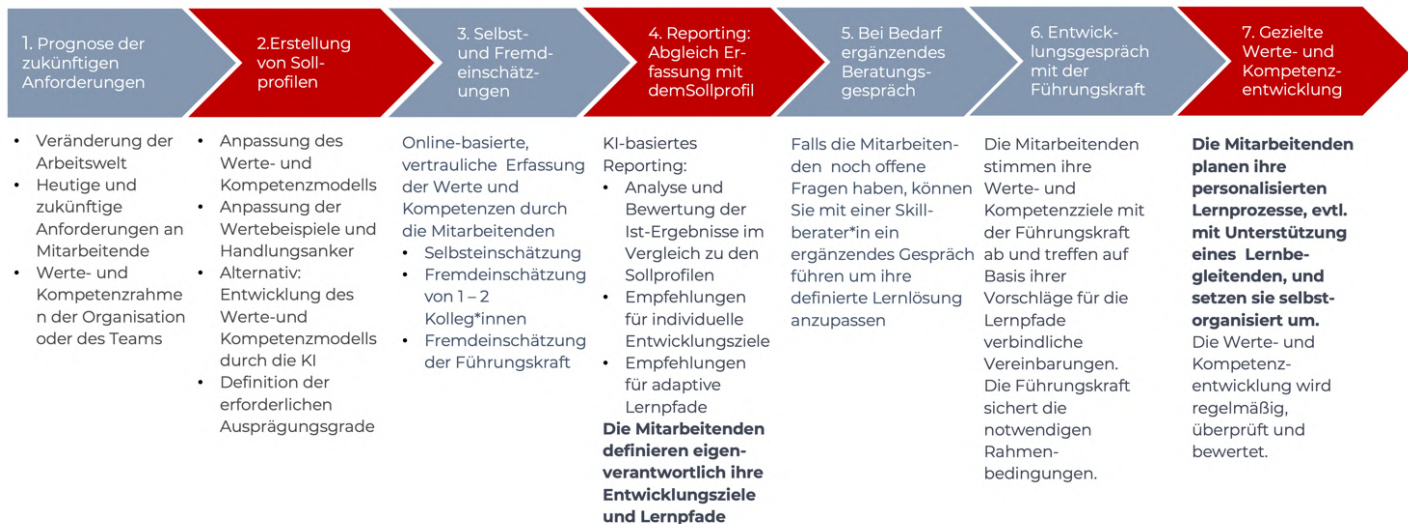 1. Prognose der
zukünftigen
Anforderungen
2.Erstellung
von Soll-
profilen
3. Selbst-
und Fremd-
einschätz-
ungen
4. Reporting:
Abgleich Er-
fassung mit
demSollprofil
5. Bei Bedarf
ergänzendes
Beratungs-
gespräch
6. Entwick-
lungsgespräch
mit der
Führungskraft
7. Gezielte
Werte- und
Kompetenz-
entwicklung
• Veränderung der
Arbeitswelt
• Heutige und
zukünftige
Anforderungen an
Mitarbeitende
• Werte- und
Kompetenzrahme
n der Organisation
oder des Teams
• Anpassung des
Werte- und
Kompetenzmodells
• Anpassung der
Wertebeispiele und
Handlungsanker
• Alternativ:
Entwicklung des
Werte-und
Kompetenzmodells
durch die KI
• Definition der
erforderlichen
Ausprägungsgrade
Online-basierte,
vertrauliche Erfassung
der Werte und
Kompetenzen durch
die Mitarbeitenden
• Selbsteinschätzung
• Fremdeinschätzung
von 1 – 2
Kolleg*innen
• Fremdeinschätzung
der Führungskraft
KI-basiertes
Reporting:
• Analyse und
Bewertung der
Ist-Ergebnisse im
Vergleich zu den
Sollprofilen
• Empfehlungen
für individuelle
Entwicklungsziele
• Empfehlungen
für adaptive
Lernpfade
Die Mitarbeitenden
definieren eigen-
verantwortlich ihre
Entwicklungsziele
und Lernpfade
Falls die Mitarbeiten-
den noch offene
Fragen haben, können
Sie mit einer Skill-
berater*in ein
ergänzendes Gespräch
führen um ihre
definierte Lernlösung
anzupassen
Die Mitarbeitenden
stimmen ihre
Werte- und
Kompetenzziele mit
der Führungskraft
ab und treffen auf
Basis ihrer
Vorschläge für die
Lernpfade
verbindliche
Vereinbarungen.
Die Führungskraft
sichert die
notwendigen
Rahmen-
bedingungen.
Die Mitarbeitenden
planen ihre
personalisierten
Lernprozesse, evtl.
mit Unterstützung
eines Lernbe-
gleitenden, und
setzen sie selbst-
organisiert um.
Die Werte- und
Kompetenz-
entwicklung wird
regelmäßig,
überprüft und
bewertet.